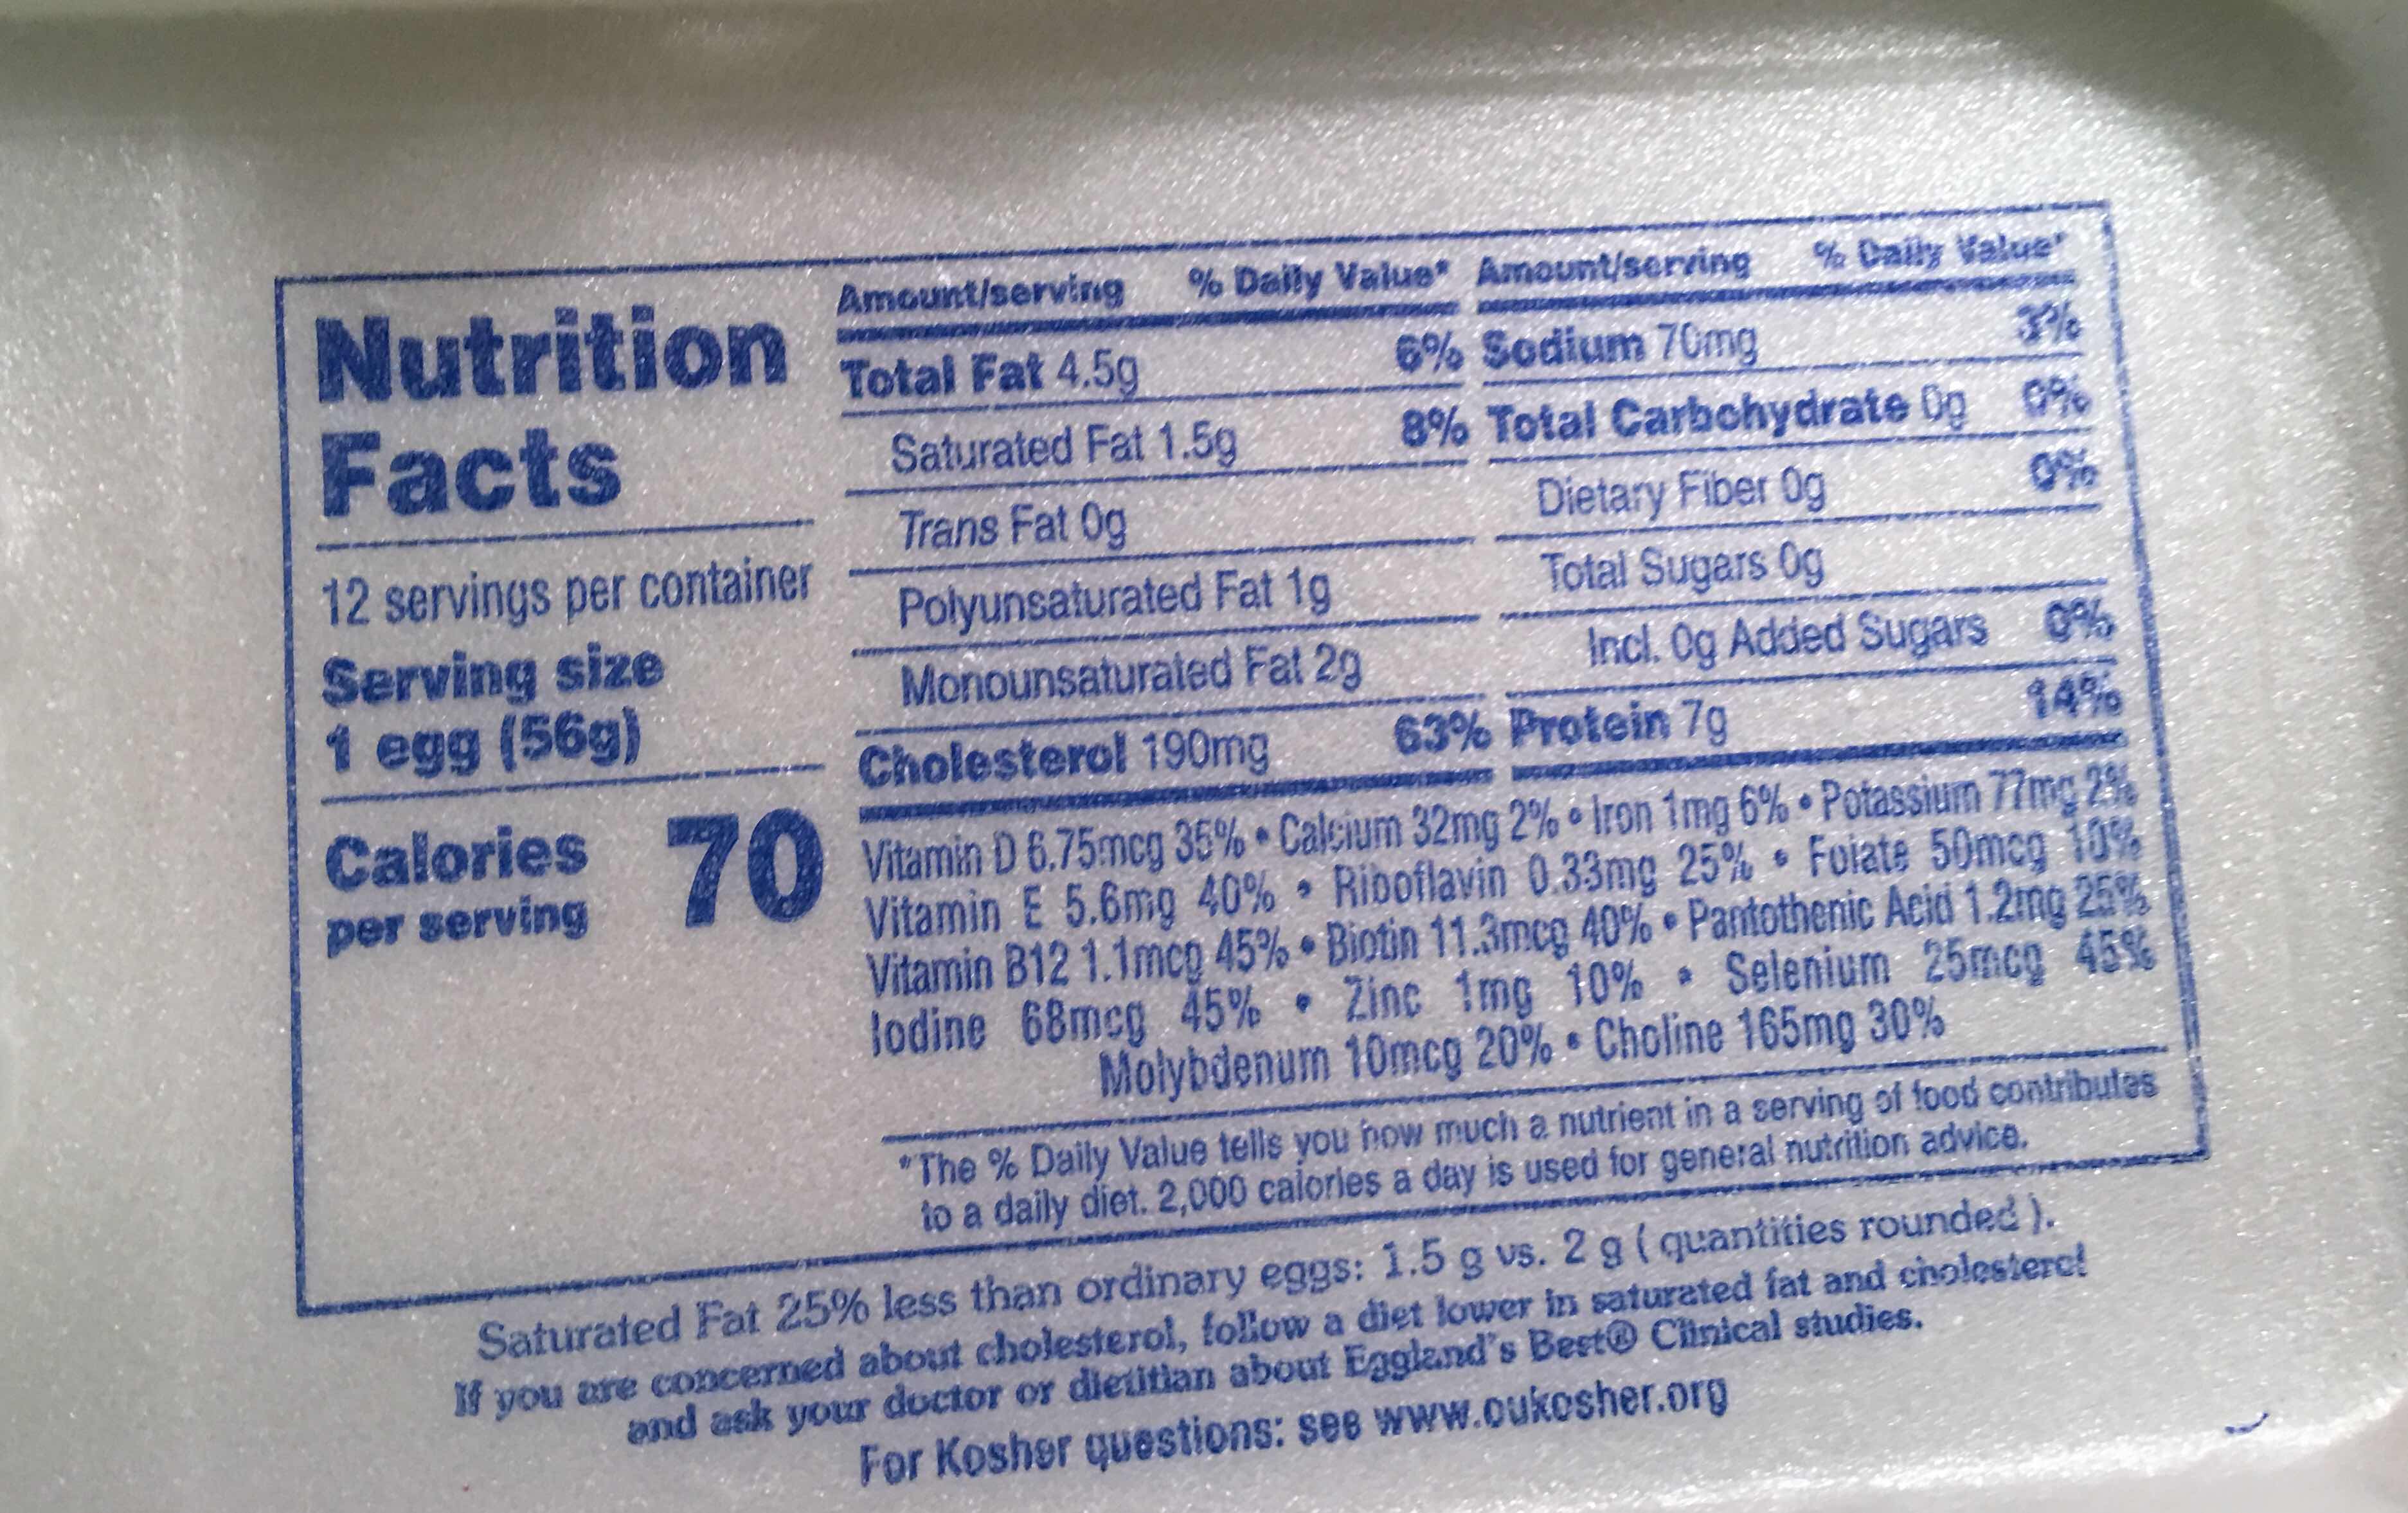 Nutrition
Facts
12 servings per container
Serving size
1 egg (56g)
Calories
per serving
70
Amount/serving % Daily Value*
Total Fat 4.5g 6%
Saturated Fat 1.5g 8%
Trans Fat 0g
Polyunsaturated Fat 1g
Monounsaturated Fat 2g
Cholesterol 190mg 63%
Amount/serving % Daily Value*
Sodium 70mg 3%
Total Carbohydrate 0g 0%
Dietary Fiber 0g 0%
Total Sugars 0g
Incl. 0g Added Sugars 0%
Protein 7g 14%
Vitamin D 6.75mcg 35% • Calcium 32mg 2% • Iron 1mg 6% • Potassium 77mg 2%
Vitamin E 5.6mg 40% • Riboflavin 0.33mg 25% • Folate 50mcg 10%
Vitamin B12 1.1mcg 45% • Biotin 11.3mcg 40% • Pantothenic Acid 1.2mg 25%
Iodine 68mcg 45% • Zinc 1mg 10% • Selenium 25mcg 45%
Molybdenum 10mcg 20% • Choline 165mg 30%
*The % Daily Value tells you how much a nutrient in a serving of food contributes
to a daily diet. 2,000 calories a day is used for general nutrition advice.
Saturated Fat 25% less than ordinary eggs: 1.5 g vs. 2 g ( quantities rounded ).
If you are concerned about cholesterol, follow a diet lower in saturated fat and cholesterol
and ask your doctor or dietitian about Eggland's Best® Clinical studies.
For Kosher questions: see www.oukosher.org